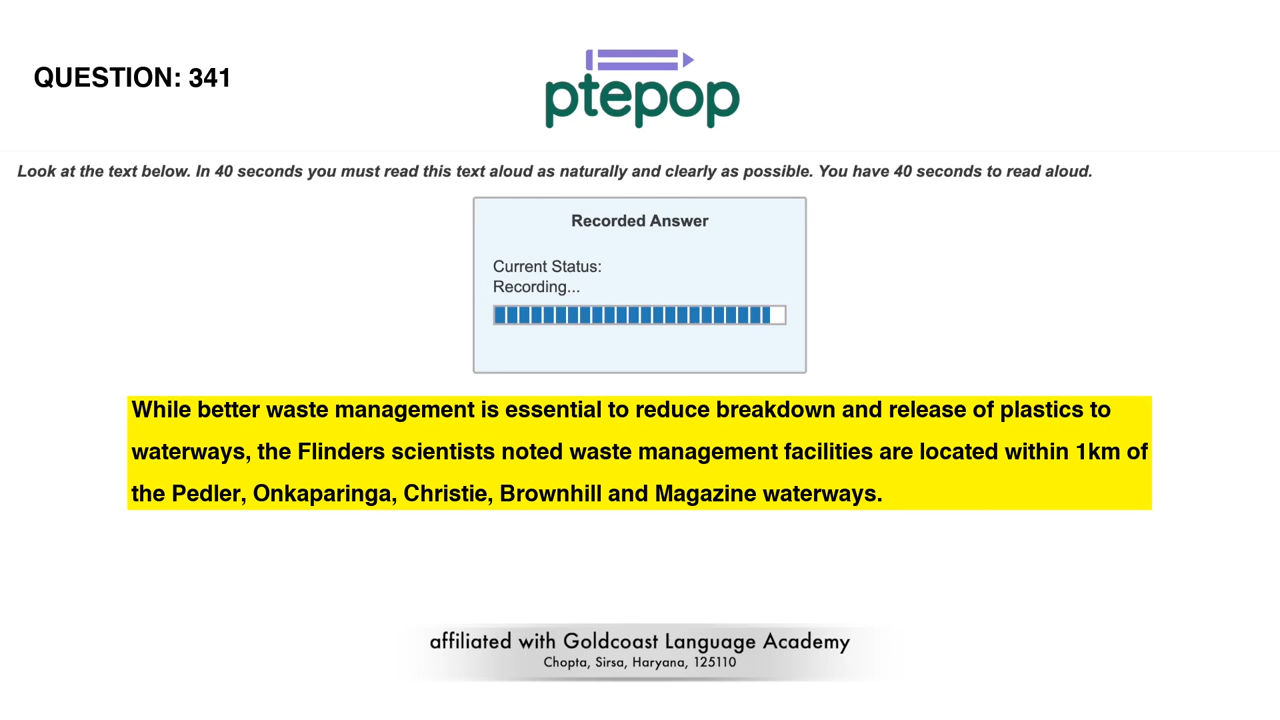 QUESTION: 341
ptepop
Look at the text below. In 40 seconds you must read this text aloud as naturally and clearly as possible. You have 40 seconds to read aloud.
Recorded Answer
Current Status:
Recording...
While better waste management is essential to reduce breakdown and release of plastics to
waterways, the Flinders scientists noted waste management facilities are located within 1km of
the Pedler, Onkaparinga, Christie, Brownhill and Magazine waterways.
affiliated with Goldcoast Language Academy
Chopta, Sirsa, Haryana, 125110